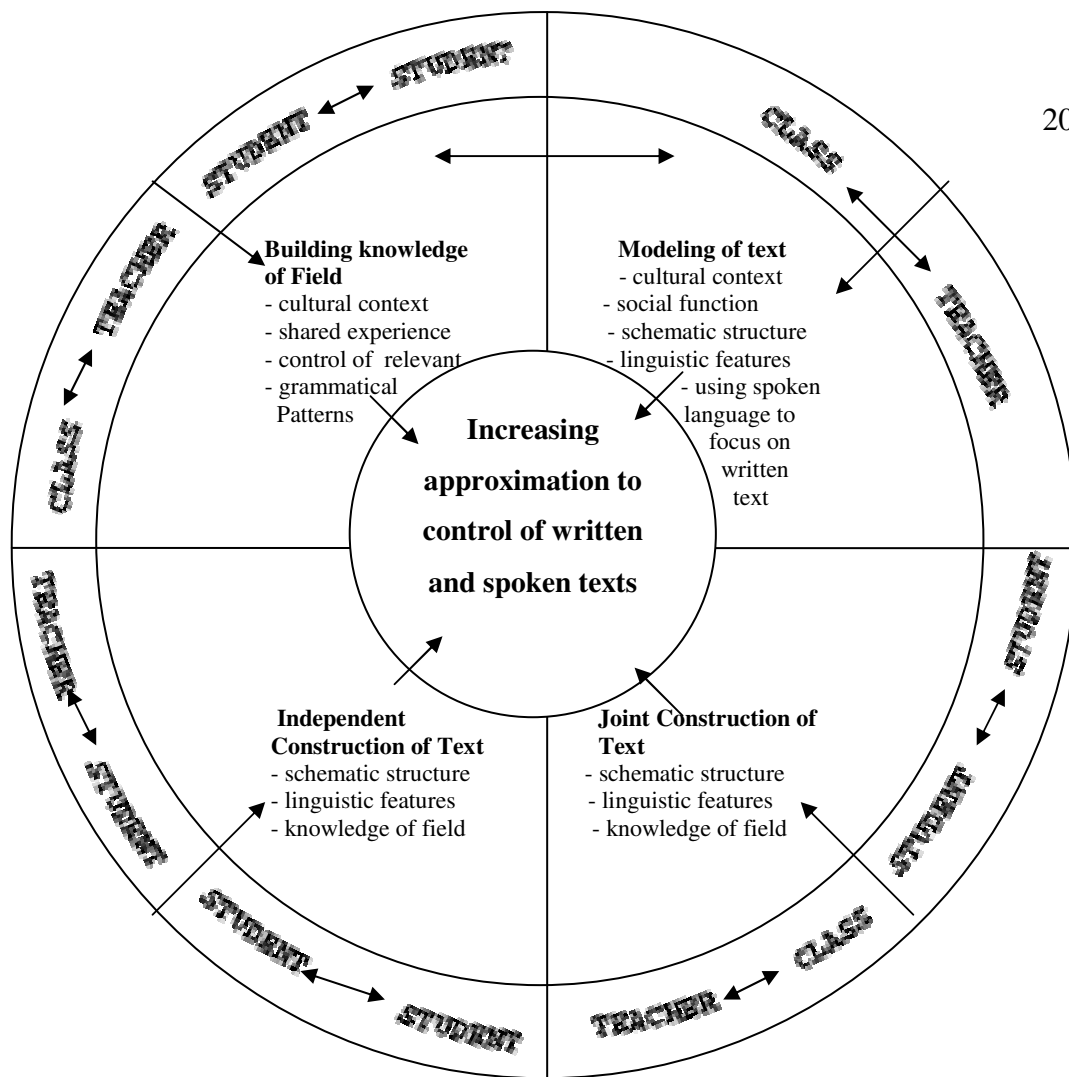 STUDENT
STUDENT
CLASS
20
TEACHER
CLASS
TEACHER
Building knowledge
of Field
- cultural context
- shared experience
- control of relevant
- grammatical
Patterns
Modeling of text
- cultural context
- social function
- schematic structure
- linguistic features
- using spoken
language to
focus on
written
text
Increasing
approximation to
control of written
and spoken texts
TEACHER
STUDENT
STUDENT
STUDENT
Independent
Construction of Text
- schematic structure
- linguistic features
- knowledge of field
Joint Construction of
Text
- schematic structure
- linguistic features
- knowledge of field
STUDENT
STUDENT
CLASS
TEACHER